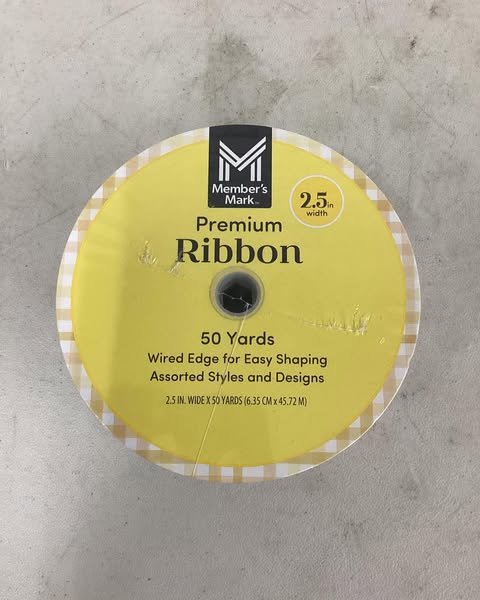 Member's
Mark™
2.5in
width
Premium
Ribbon
50 Yards
Wired Edge for Easy Shaping
Assorted Styles and Designs
2.5 IN. WIDE X 50 YARDS (6.35 CM x 45.72 M)